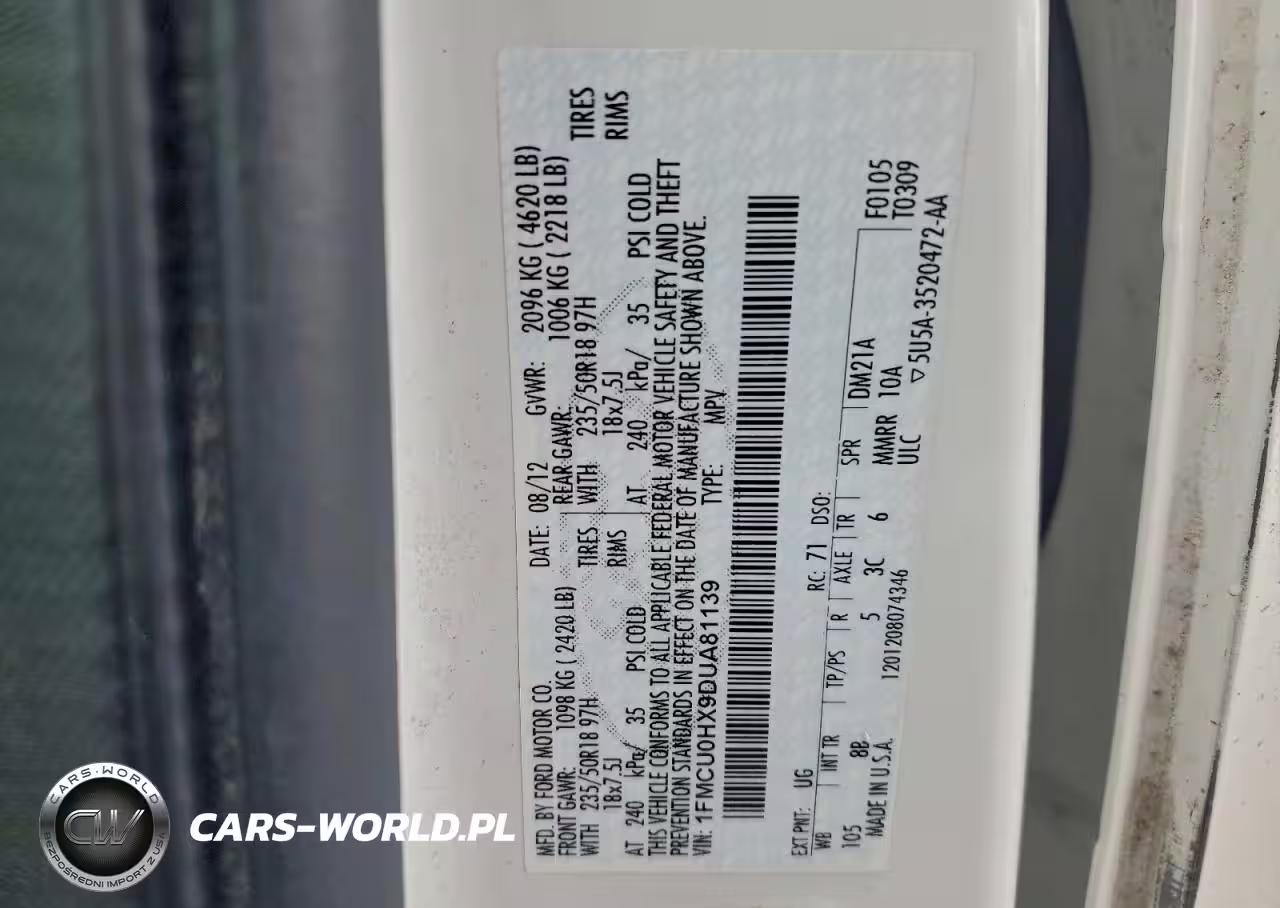 MFD. BY FORD MOTOR CO.
DATE: 08/12 GVWR: 2096 KG ( 4620 LB)
FRONT GAWR: 1098 KG ( 2420 LB) REAR GAWR: 1006 KG ( 2218 LB)
WITH 235/50R18 97H TIRES WITH 235/50R18 97H TIRES
18x7.5J RIMS 18x7.5J RIMS
AT 240 kPa/ 35 PSI COLD AT 240 kPa/ 35 PSI COLD
THIS VEHICLE CONFORMS TO ALL APPLICABLE FEDERAL MOTOR VEHICLE SAFETY AND THEFT
PREVENTION STANDARDS IN EFFECT ON THE DATE OF MANUFACTURE SHOWN ABOVE.
VIN: 1FMCU0HX9DUA81139 TYPE: MPV
EXT PNT: UG RC: 71 DSO:
WB INT TR TP/PS R AXLE TR SPR DM21A F0105
105 8B 5 3C 6 MMRR 10A T0309
MADE IN U.S.A. 1201208074346 ULC
▽5U5A-3520472-AA
CARS-WORLD
CW
BEZPOŚREDNI IMPORT Z USA
CARS-WORLD.PL